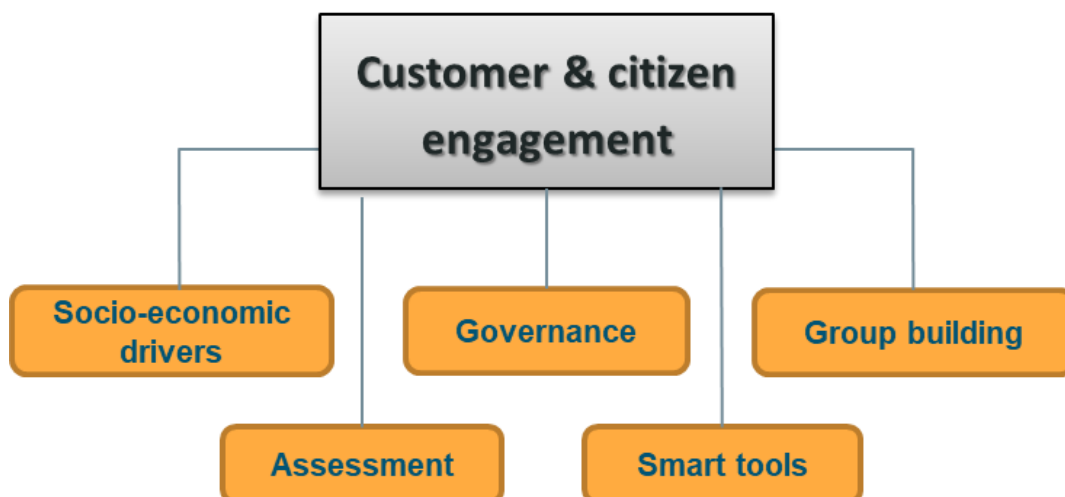 Customer & citizen
engagement
Socio-economic
drivers
Governance
Group building
Assessment
Smart tools